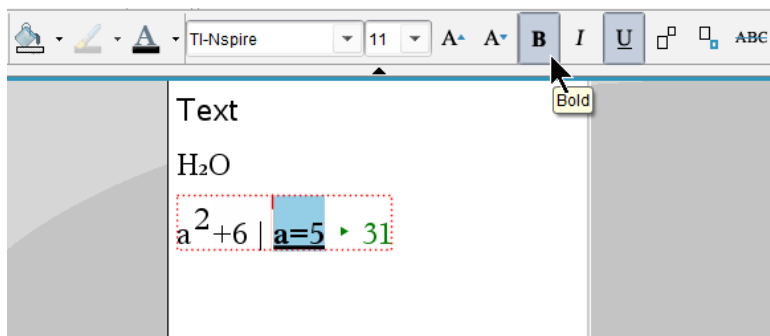 TI-Nspire 11 A A B I U ABC
Bold
Text
H₂O
a²+6 | a=5 ▸ 31